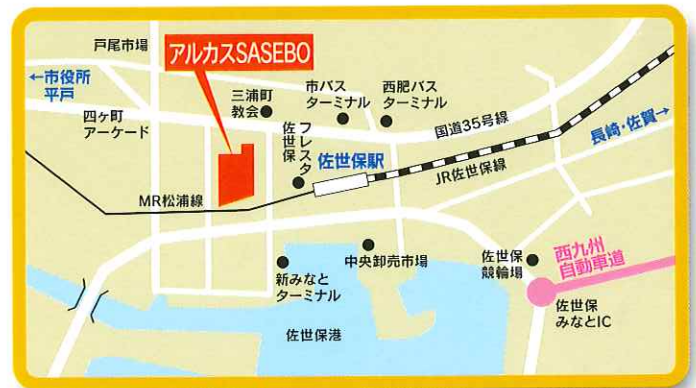 戸尾市場
アルカスSASEBO
←市役所
平戸
三浦町
教会
市バス
ターミナル
西肥バス
ターミナル
四ヶ町
アーケード
国道35号線
長崎・佐賀→
フレスタ
佐世保
佐世保駅
JR佐世保線
MR松浦線
中央卸売市場
佐世保
競輪場
西九州
自動車道
新みなと
ターミナル
佐世保
みなとIC
佐世保港